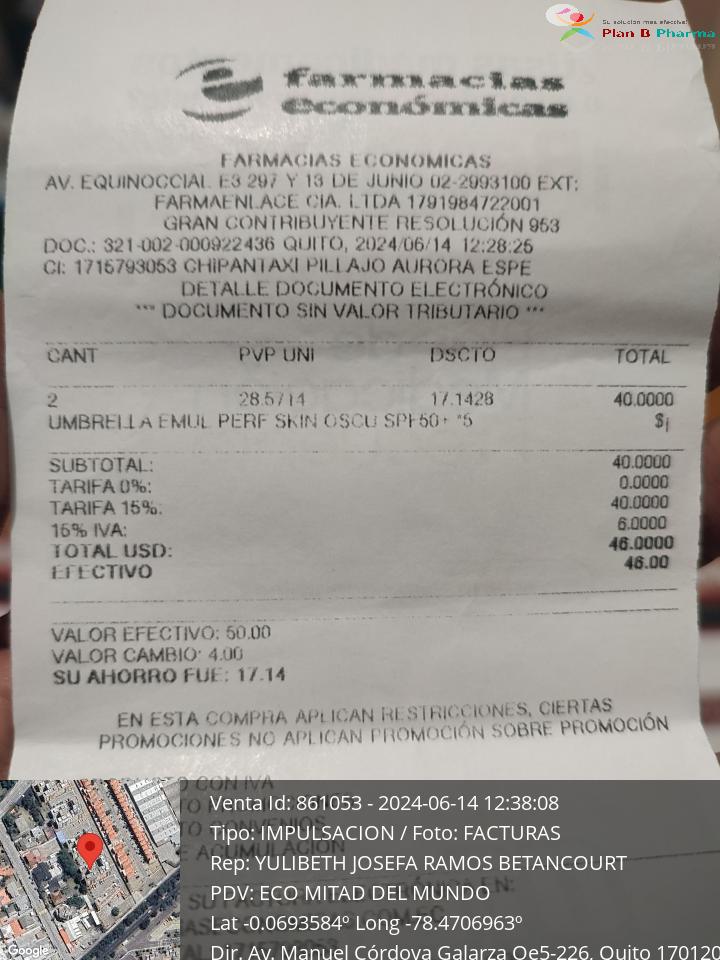 Su solución más efectiva!
Plan B Pharma
farmacias
económicas
FARMACIAS ECONOMICAS
AV. EQUINOCCIAL E3 297 Y 13 DE JUNIO 02-2993100 EXT:
FARMAENLACE CIA. LTDA 1791984722001
GRAN CONTRIBUYENTE RESOLUCIÓN 953
DOC.: 321-002-000922436 QUITO, 2024/06/14 12:28:25
CI: 1715793053 CHIPANTAXI PILLAJO AURORA ESPE
DETALLE DOCUMENTO ELECTRÓNICO
*** DOCUMENTO SIN VALOR TRIBUTARIO ***
CANT PVP UNI DSCTO TOTAL
2 28.5714 17.1428 40.0000
UMBRELLA EMUL PERF SKIN OSCU SPF50+ *5 $¡
SUBTOTAL: 40.0000
TARIFA 0%: 0.0000
TARIFA 15%: 40.0000
15% IVA: 6.0000
TOTAL USD: 46.0000
EFECTIVO 46.00
VALOR EFECTIVO: 50.00
VALOR CAMBIO: 4.00
SU AHORRO FUE: 17.14
EN ESTA COMPRA APLICAN RESTRICCIONES, CIERTAS
PROMOCIONES NO APLICAN PROMOCIÓN SOBRE PROMOCIÓN
CON IVA
CONVENIOS
ACUMULACION
Venta Id: 861053 - 2024-06-14 12:38:08
Tipo: IMPULSACION / Foto: FACTURAS
Rep: YULIBETH JOSEFA RAMOS BETANCOURT
PDV: ECO MITAD DEL MUNDO
Lat -0.0693584º Long -78.4706963º
Dir. Av. Manuel Córdova Galarza Oe5-226, Quito 170120
Google